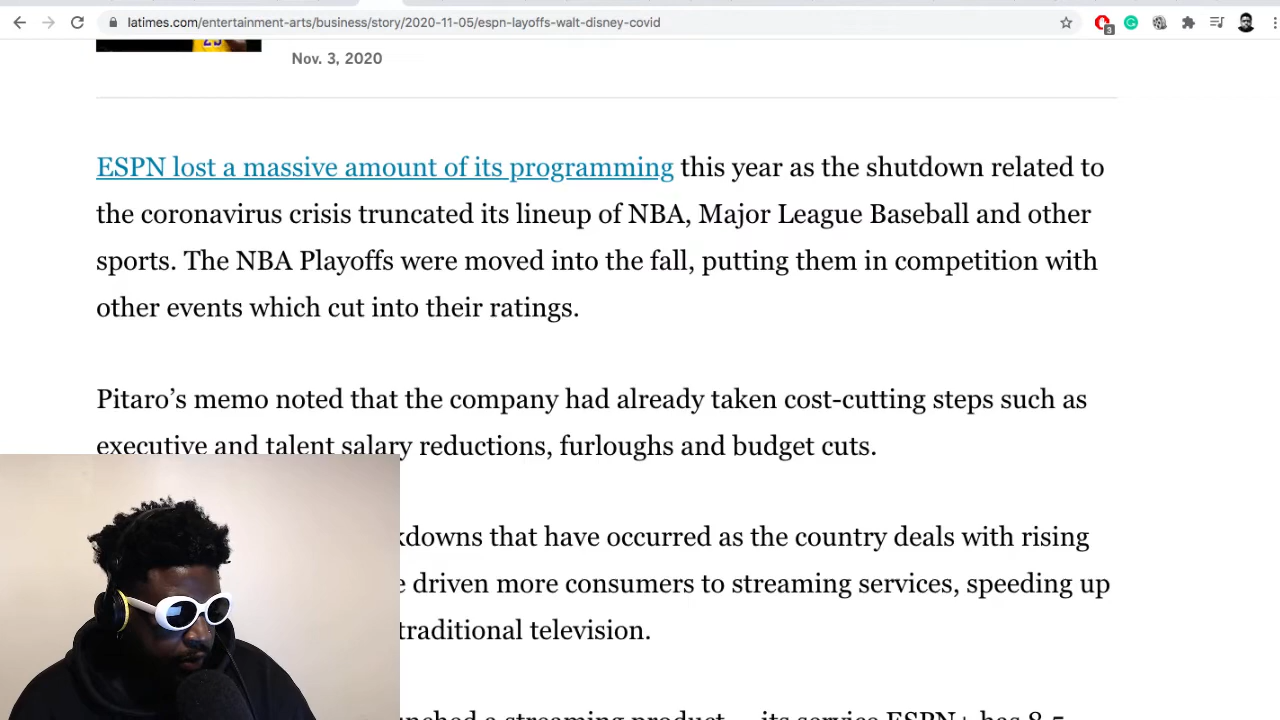 latimes.com/entertainment-arts/business/story/2020-11-05/espn-layoffs-walt-disney-covid
3
Nov. 3, 2020
ESPN lost a massive amount of its programming this year as the shutdown related to
the coronavirus crisis truncated its lineup of NBA, Major League Baseball and other
sports. The NBA Playoffs were moved into the fall, putting them in competition with
other events which cut into their ratings.
Pitaro’s memo noted that the company had already taken cost-cutting steps such as
executive and talent salary reductions, furloughs and budget cuts.
that have occurred as the country deals with rising
driven more consumers to streaming services, speeding up
traditional television.
a streaming product — its service ESPN+ has 8.5